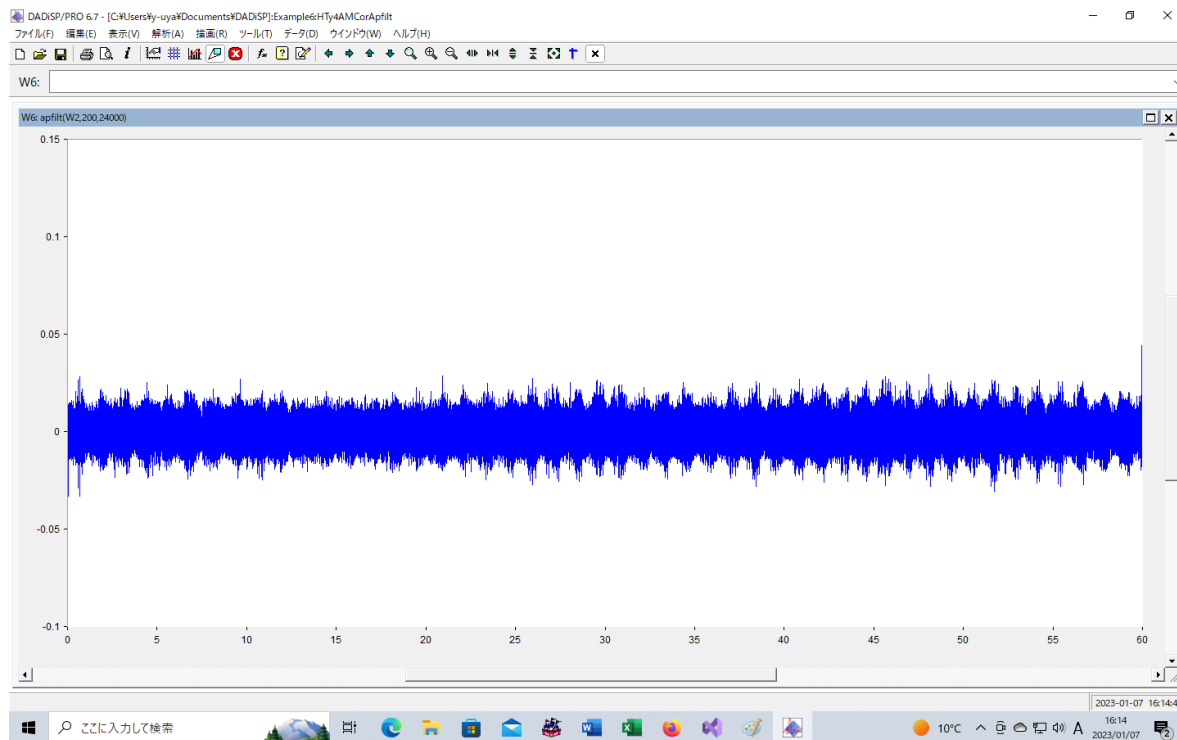 DADiSP/PRO 6.7 - [C:¥Users¥y-uya¥Documents¥DADiSP]:Example6:HTy4AMCorApfilt
ファイル(F) 編集(E) 表示(V) 解析(A) 描画(R) ツール(T) データ(D) ウインドウ(W) ヘルプ(H)
W6:
W6: apfilt(W2,200,24000)
0.15
0.1
0.05
0
-0.05
-0.1
0 5 10 15 20 25 30 35 40 45 50 55 60
2023-01-07 16:14:4
ここに入力して検索
10°C
A
16:14
2023/01/07
2